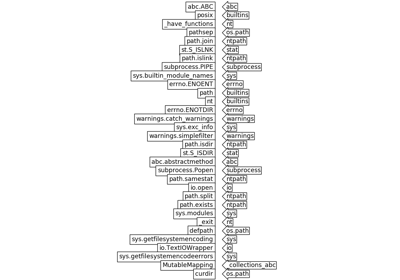 abc.ABC abc
posix builtins
_have_functions nt
pathsep os.path
path.join ntpath
st.S_ISLNK stat
path.islink ntpath
subprocess.PIPE subprocess
sys.builtin_module_names sys
errno.ENOENT errno
path builtins
nt builtins
errno.ENOTDIR errno
warnings.catch_warnings warnings
sys.exc_info sys
warnings.simplefilter warnings
path.isdir ntpath
st.S_ISDIR stat
abc.abstractmethod abc
subprocess.Popen subprocess
path.samestat ntpath
io.open io
path.split ntpath
path.exists ntpath
sys.modules sys
_exit nt
defpath os.path
sys.getfilesystemencoding sys
io.TextIOWrapper io
sys.getfilesystemencodeerrors sys
MutableMapping _collections_abc
curdir os.path